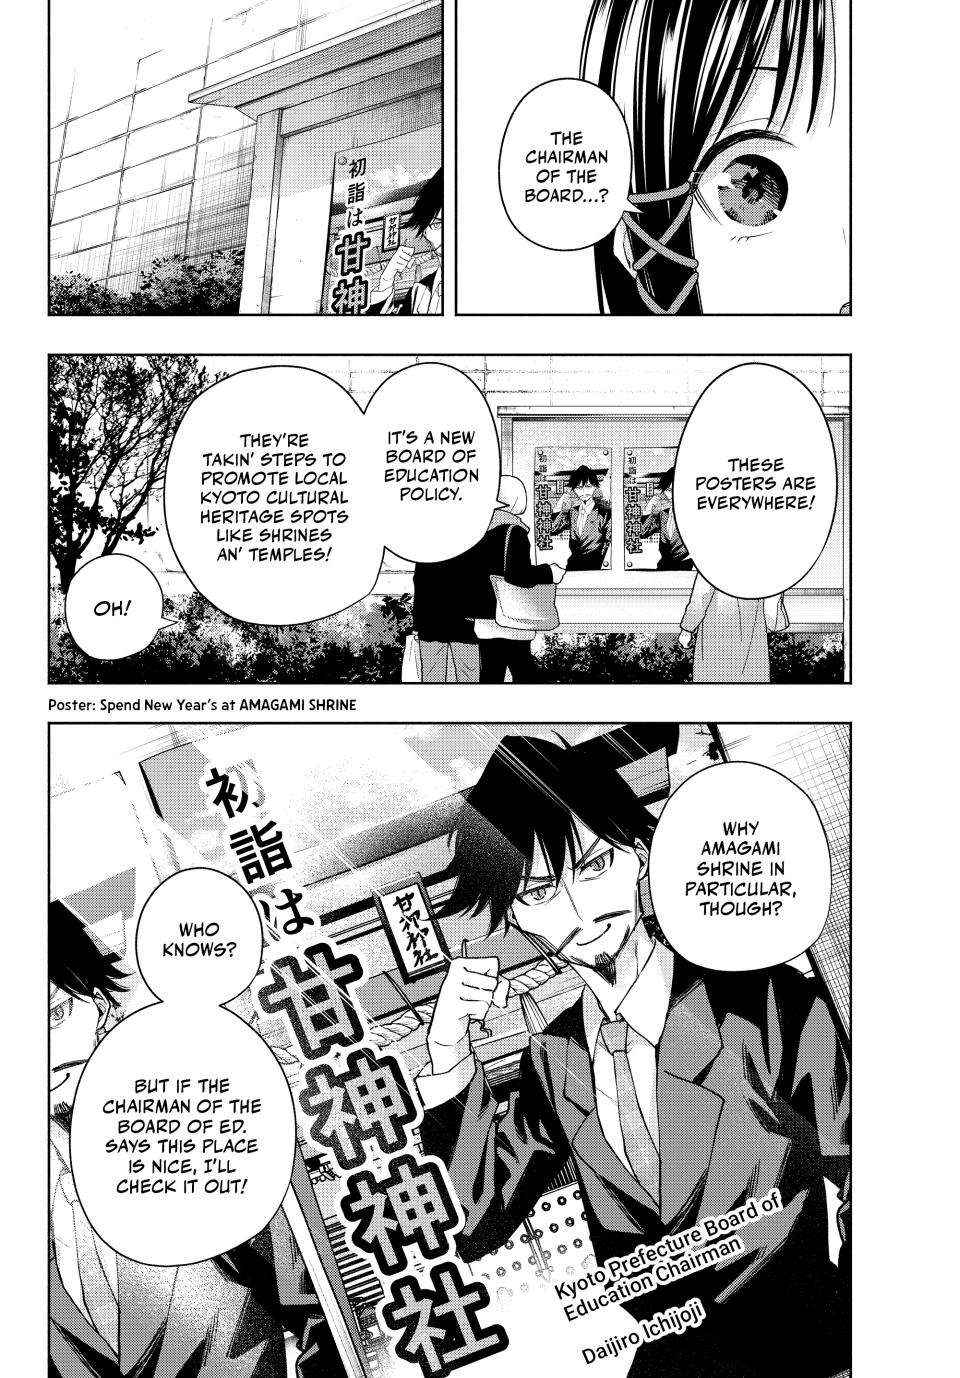 THE
CHAIRMAN
OF THE
BOARD...?
初詣は甘神
THESE
POSTERS ARE
EVERYWHERE!
IT'S A NEW
BOARD OF
EDUCATION
POLICY.
THEY'RE
TAKIN' STEPS TO
PROMOTE LOCAL
KYOTO CULTURAL
HERITAGE SPOTS
LIKE SHRINES
AN' TEMPLES!
OH!
初詣は甘神神社
初詣は甘神神社
Poster: Spend New Year's at AMAGAMI SHRINE
WHY
AMAGAMI
SHRINE IN
PARTICULAR,
THOUGH?
初詣は甘神神社
甘神神社
WHO
KNOWS?
BUT IF THE
CHAIRMAN OF THE
BOARD OF ED.
SAYS THIS PLACE
IS NICE, I'LL
CHECK IT OUT!
Kyoto Prefecture Board of
Education Chairman
Daijiro Ichijoji